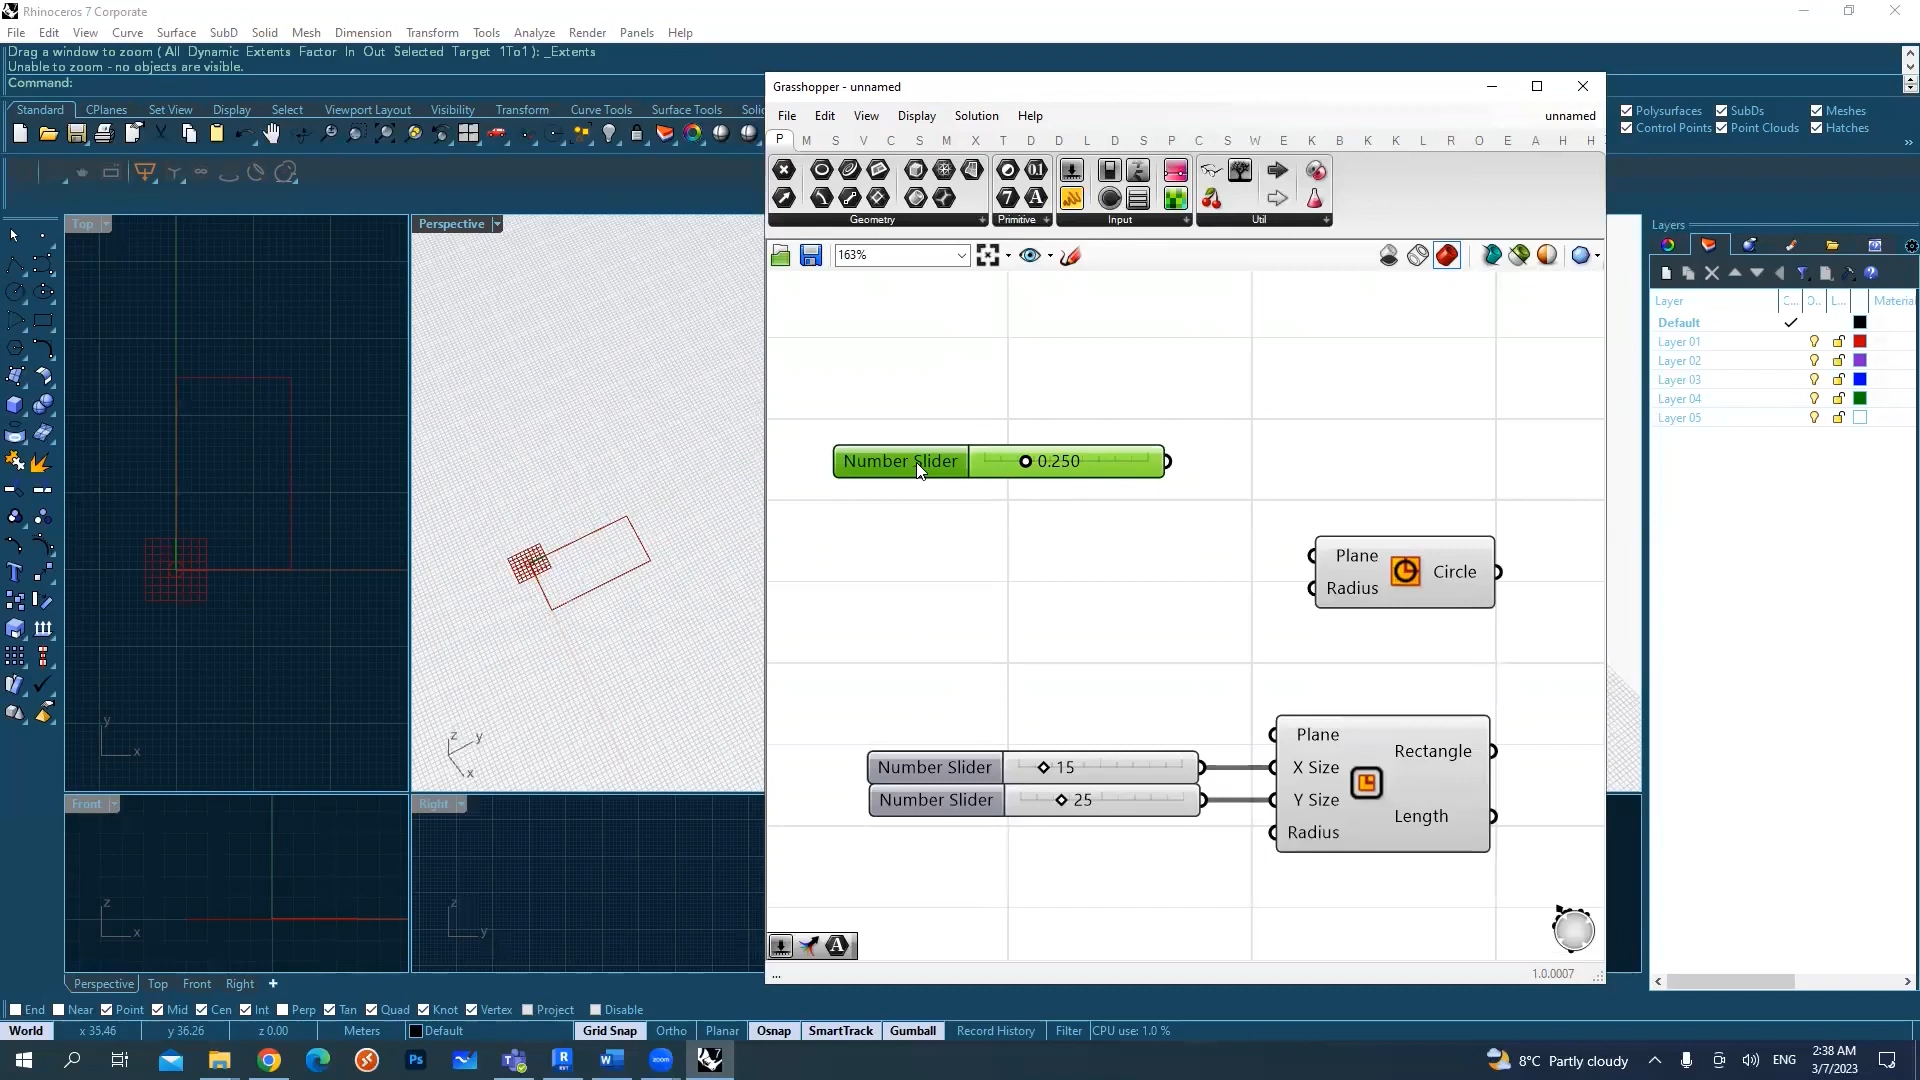 Rhinoceros 7 Corporate
File Edit View Curve Surface SubD Solid Mesh Dimension Transform Tools Analyze Render Panels Help
Drag a window to zoom ( All Dynamic Extents Factor In Out Selected Target 1To1 ): _Extents
Unable to zoom - no objects are visible.
Command:
Standard CPlanes Set View Display Select Viewport Layout Visibility Transform Curve Tools Surface Tools
Polysurfaces SubDs Meshes
Control Points Point Clouds Hatches
Grasshopper - unnamed
File Edit View Display Solution Help unnamed
P M S V C S M X T D D L D S P C S W E K B K K L R O E A H H
Geometry Primitive Input Util
163%
Top
Perspective
Number Slider 0.250
Plane
Radius
Circle
Number Slider 15
Number Slider 25
Plane
X Size
Y Size
Radius
Rectangle
Length
y
x
z y
x
Front
Right
z
x
z
y
...
1.0.0007
Layers
Layer C... O.. L... Materia
Default
Layer 01
Layer 02
Layer 03
Layer 04
Layer 05
Perspective Top Front Right
End Near Point Mid Cen Int Perp Tan Quad Knot Vertex Project Disable
World x 35.46 y 36.26 z 0.00 Meters Default Grid Snap Ortho Planar Osnap SmartTrack Gumball Record History Filter CPU use: 1.0 %
8°C Partly cloudy ENG
2:38 AM
3/7/2023